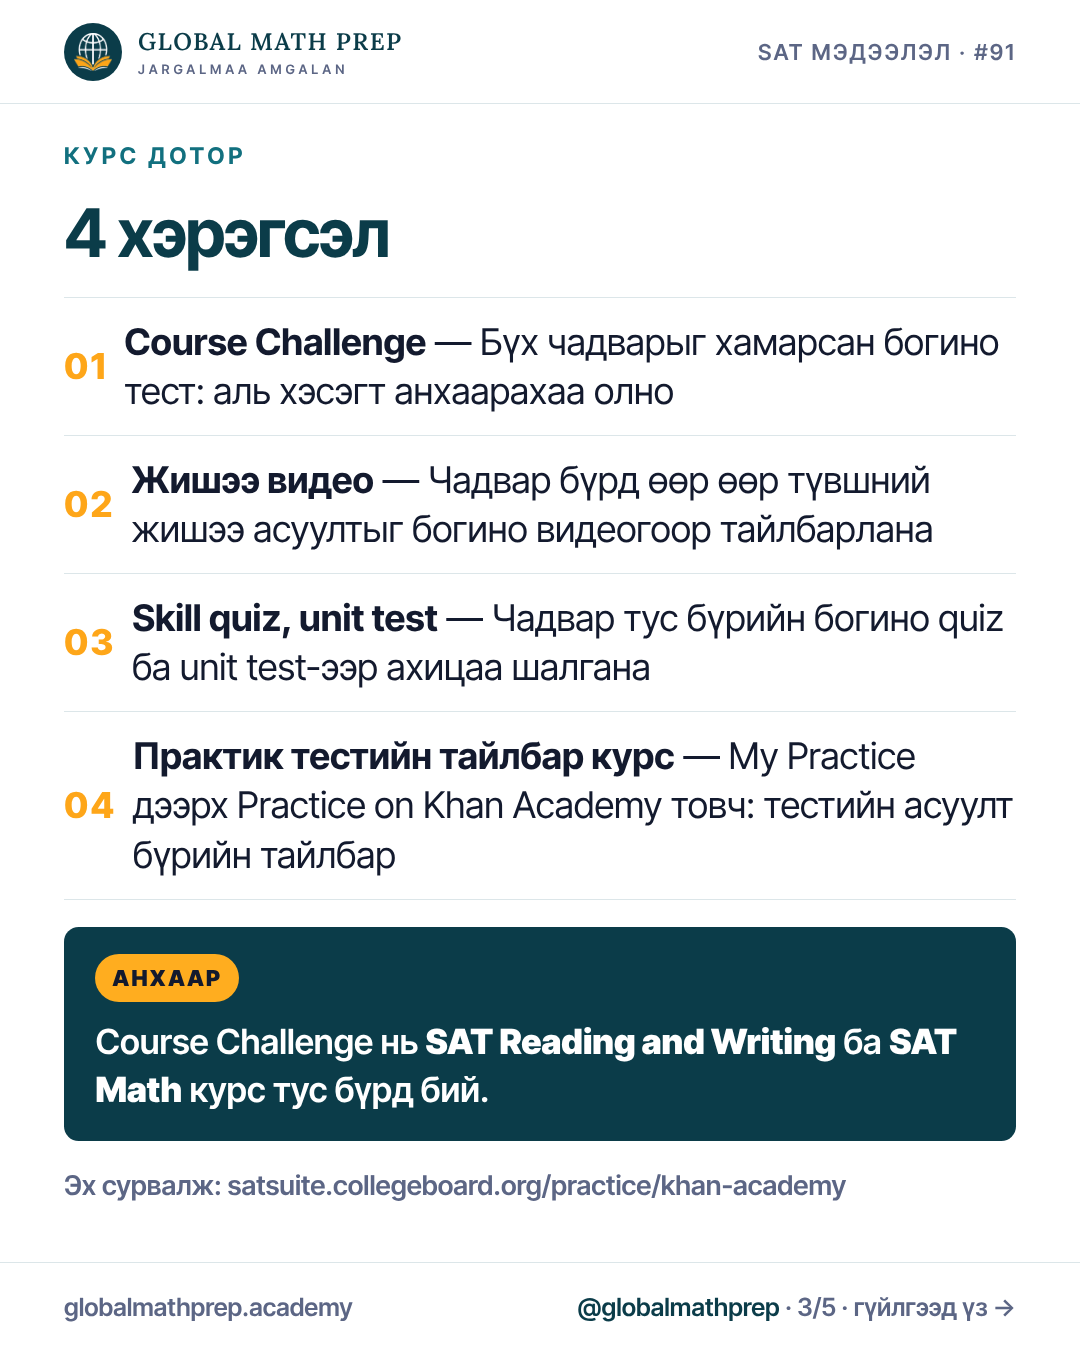 GLOBAL MATH PREP
JARGALMAA AMGALAN
SAT МЭДЭЭЛЭЛ · #91
КУРС ДОТОР
4 хэрэгсэл
01 Course Challenge — Бүх чадварыг хамарсан богино
тест: аль хэсэгт анхаарахаа олно
02 Жишээ видео — Чадвар бүрд өөр өөр түвшний
жишээ асуултыг богино видеогоор тайлбарлана
03 Skill quiz, unit test — Чадвар тус бүрийн богино quiz
ба unit test-ээр ахицаа шалгана
04 Практик тестийн тайлбар курс — My Practice
дээрх Practice on Khan Academy товч: тестийн асуулт
бүрийн тайлбар
АНХААР
Course Challenge нь SAT Reading and Writing ба SAT
Math курс тус бүрд бий.
Эх сурвалж: satsuite.collegeboard.org/practice/khan-academy
globalmathprep.academy
@globalmathprep · 3/5 · гүйлгээд үз →